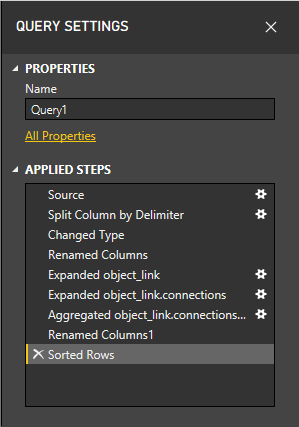 QUERY SETTINGS
PROPERTIES
Name
Query1
All Properties
APPLIED STEPS
Source
Split Column by Delimiter
Changed Type
Renamed Columns
Expanded object_link
Expanded object_link.connections
Aggregated object_link.connections...
Renamed Columns1
Sorted Rows